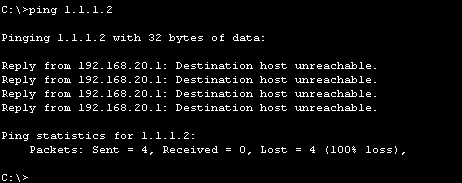 C:\>ping 1.1.1.2
Pinging 1.1.1.2 with 32 bytes of data:
Reply from 192.168.20.1: Destination host unreachable.
Reply from 192.168.20.1: Destination host unreachable.
Reply from 192.168.20.1: Destination host unreachable.
Reply from 192.168.20.1: Destination host unreachable.
Ping statistics for 1.1.1.2:
    Packets: Sent = 4, Received = 0, Lost = 4 (100% loss),
C:\>